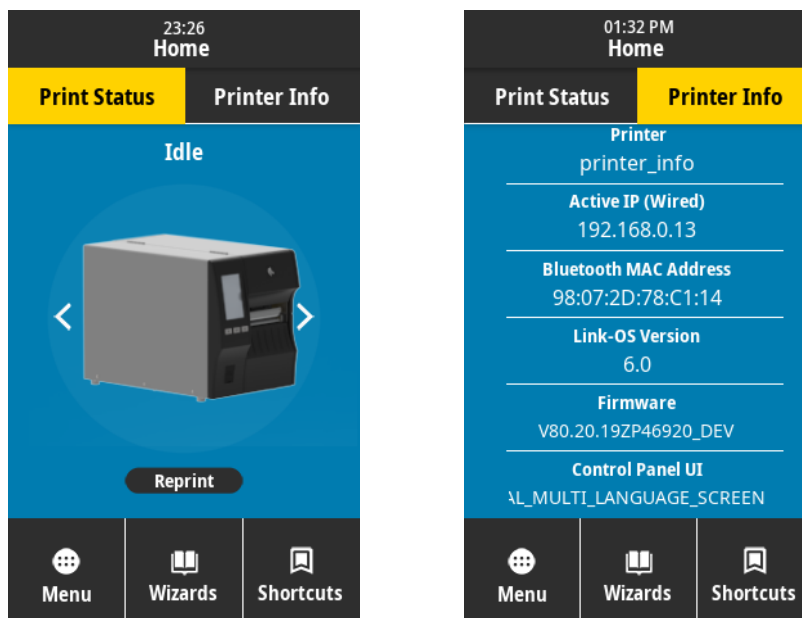 23:26
Home
Print Status
Printer Info
Idle
Reprint
Menu
Wizards
Shortcuts
01:32 PM
Home
Print Status
Printer Info
Printer
printer_info
Active IP (Wired)
192.168.0.13
Bluetooth MAC Address
98:07:2D:78:C1:14
Link-OS Version
6.0
Firmware
V80.20.19ZP46920_DEV
Control Panel UI
AL_MULTI_LANGUAGE_SCREEN
Menu
Wizards
Shortcuts